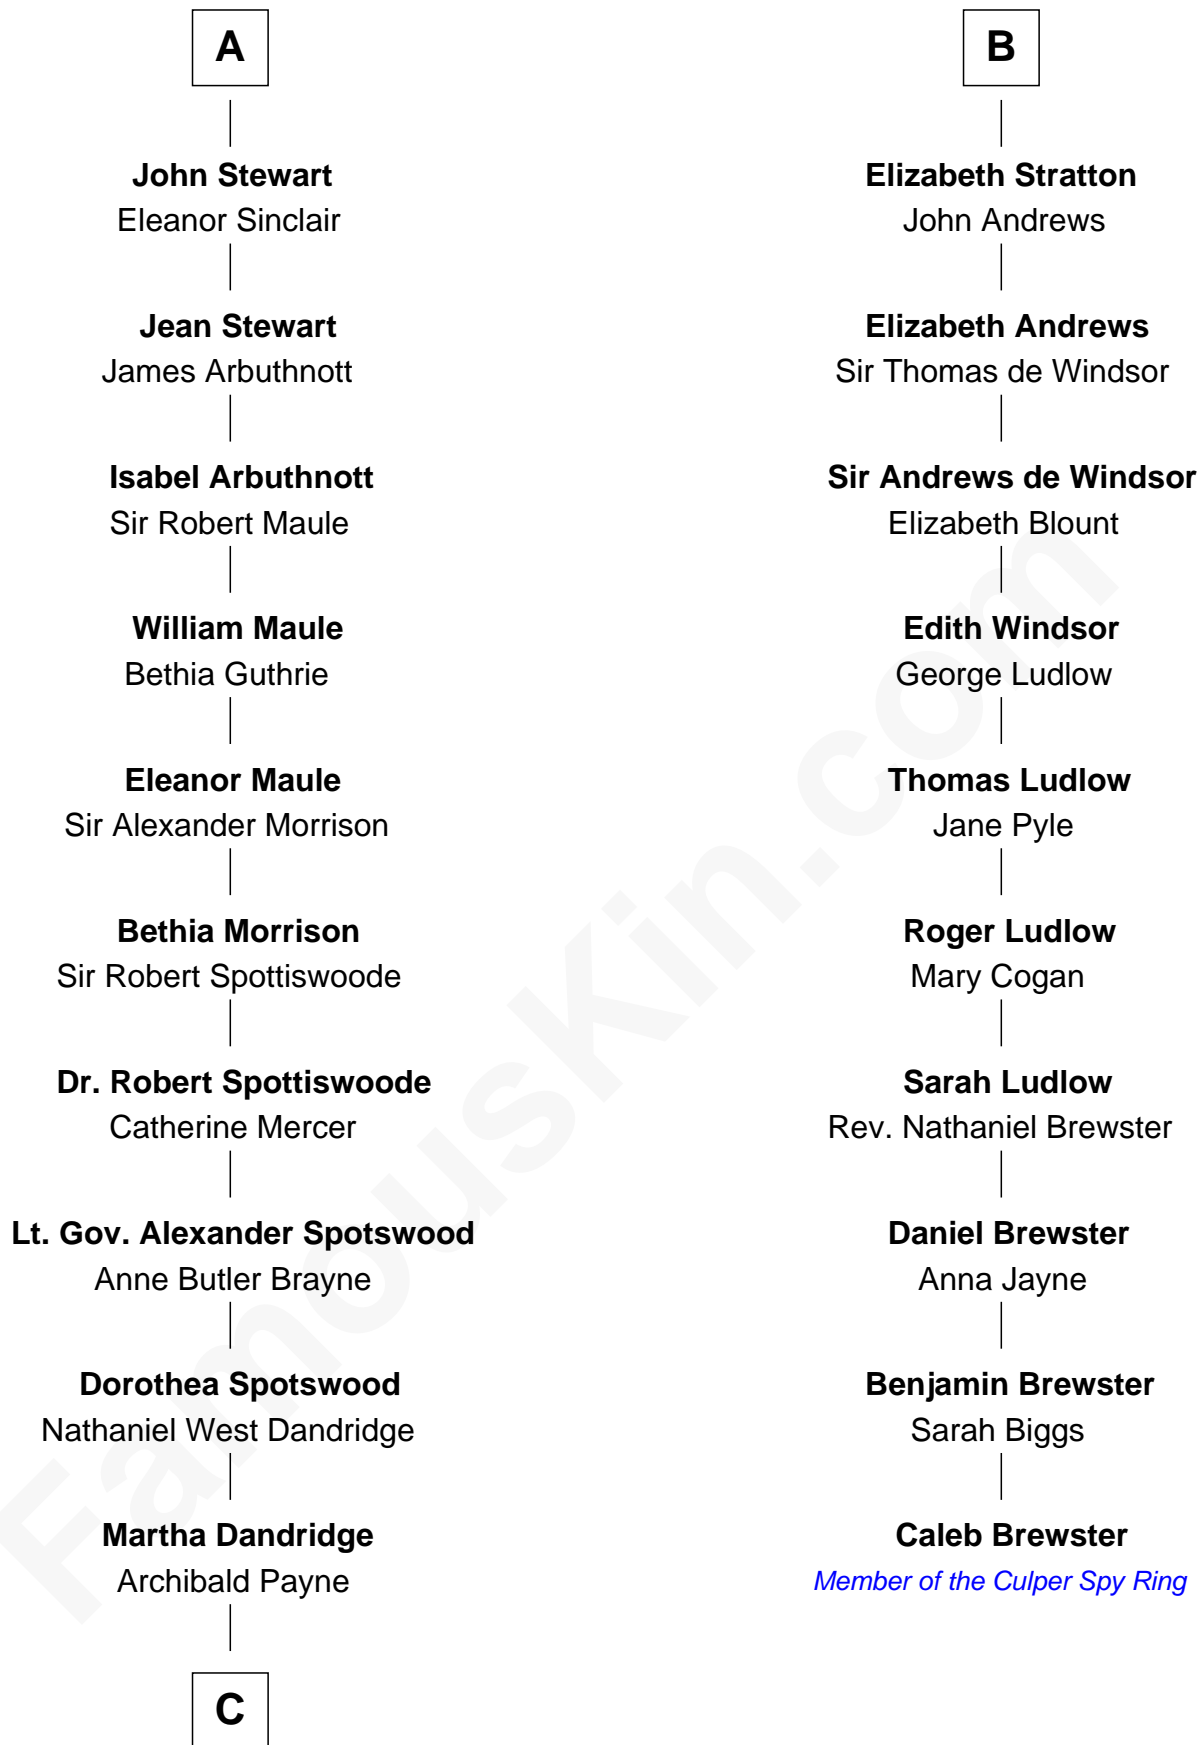 A
John Stewart
Eleanor Sinclair
Jean Stewart
James Arbuthnott
Isabel Arbuthnott
Sir Robert Maule
William Maule
Bethia Guthrie
Eleanor Maule
Sir Alexander Morrison
Bethia Morrison
Sir Robert Spottiswoode
Dr. Robert Spottiswoode
Catherine Mercer
Lt. Gov. Alexander Spotswood
Anne Butler Brayne
Dorothea Spotswood
Nathaniel West Dandridge
Martha Dandridge
Archibald Payne
C
B
Elizabeth Stratton
John Andrews
Elizabeth Andrews
Sir Thomas de Windsor
Sir Andrews de Windsor
Elizabeth Blount
Edith Windsor
George Ludlow
Thomas Ludlow
Jane Pyle
Roger Ludlow
Mary Cogan
Sarah Ludlow
Rev. Nathaniel Brewster
Daniel Brewster
Anna Jayne
Benjamin Brewster
Sarah Biggs
Caleb Brewster
Member of the Culper Spy Ring
FamousKin.com